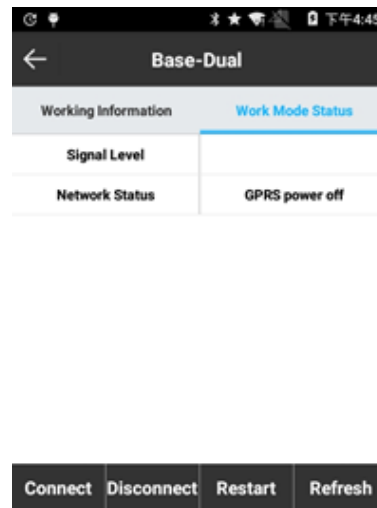 下午4:45
Base-Dual
Working Information
Work Mode Status
Signal Level
Network Status
GPRS power off
Connect
Disconnect
Restart
Refresh